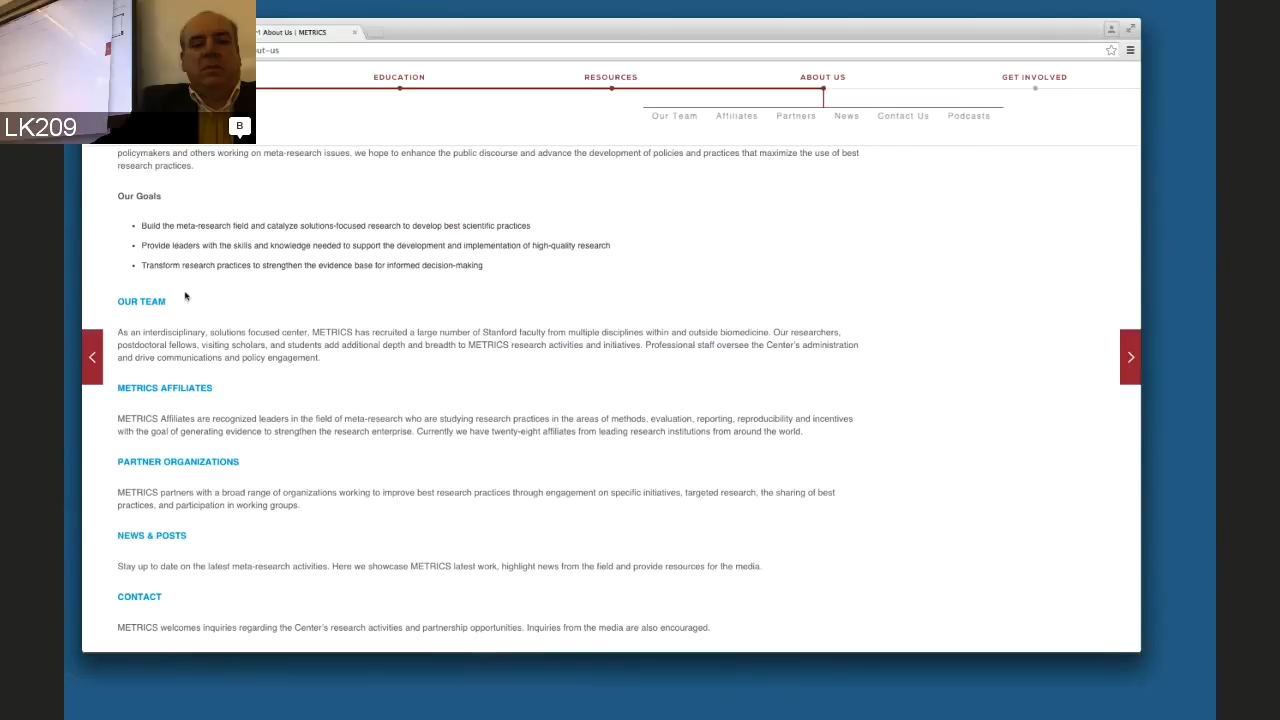 About Us | METRICS
out-us
EDUCATION
RESOURCES
ABOUT US
GET INVOLVED
Our Team
Affiliates
Partners
News
Contact Us
Podcasts
LK209
B
policymakers and others working on meta-research issues, we hope to enhance the public discourse and advance the development of policies and practices that maximize the use of best
research practices.
Our Goals
• Build the meta-research field and catalyze solutions-focused research to develop best scientific practices
• Provide leaders with the skills and knowledge needed to support the development and implementation of high-quality research
• Transform research practices to strengthen the evidence base for informed decision-making
OUR TEAM
As an interdisciplinary, solutions focused center, METRICS has recruited a large number of Stanford faculty from multiple disciplines within and outside biomedicine. Our researchers,
postdoctoral fellows, visiting scholars, and students add additional depth and breadth to METRICS research activities and initiatives. Professional staff oversee the Center's administration
and drive communications and policy engagement.
METRICS AFFILIATES
METRICS Affiliates are recognized leaders in the field of meta-research who are studying research practices in the areas of methods, evaluation, reporting, reproducibility and incentives
with the goal of generating evidence to strengthen the research enterprise. Currently we have twenty-eight affiliates from leading research institutions from around the world.
PARTNER ORGANIZATIONS
METRICS partners with a broad range of organizations working to improve best research practices through engagement on specific initiatives, targeted research, the sharing of best
practices, and participation in working groups.
NEWS & POSTS
Stay up to date on the latest meta-research activities. Here we showcase METRICS latest work, highlight news from the field and provide resources for the media.
CONTACT
METRICS welcomes inquiries regarding the Center's research activities and partnership opportunities. Inquiries from the media are also encouraged.